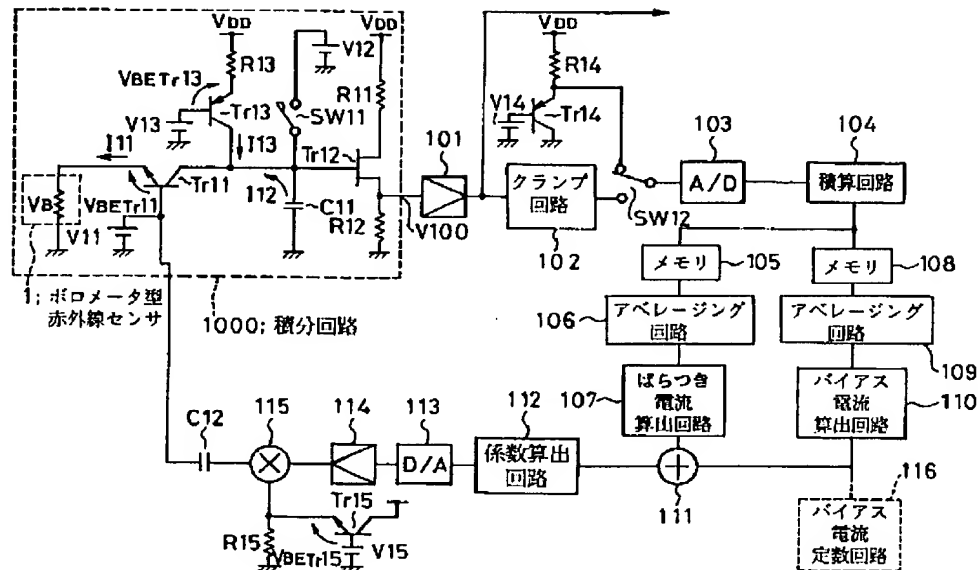 VDD
VDD
VDD
V12
R13
R14
VBETr13
R11
SW11
Tr13
V13
V14
Tr14
I11
I13
Tr12
101
103
104
Tr11
クランプ
回路
A/D
積算回路
VB
VBETr11
I12
C11
SW12
V11
R12
V100
102
メモリ
105
メモリ
108
1;ボロメータ型
赤外線センサ
1000;積分回路
106
アベレージング
回路
アベレージング
回路
109
107
ばらつき
電流
算出回路
バイアス
電流
算出回路
110
C12
115
114
113
112
D/A
係数算出
回路
111
116
バイアス
電流
定数回路
Tr15
R15
VBETr15
V15